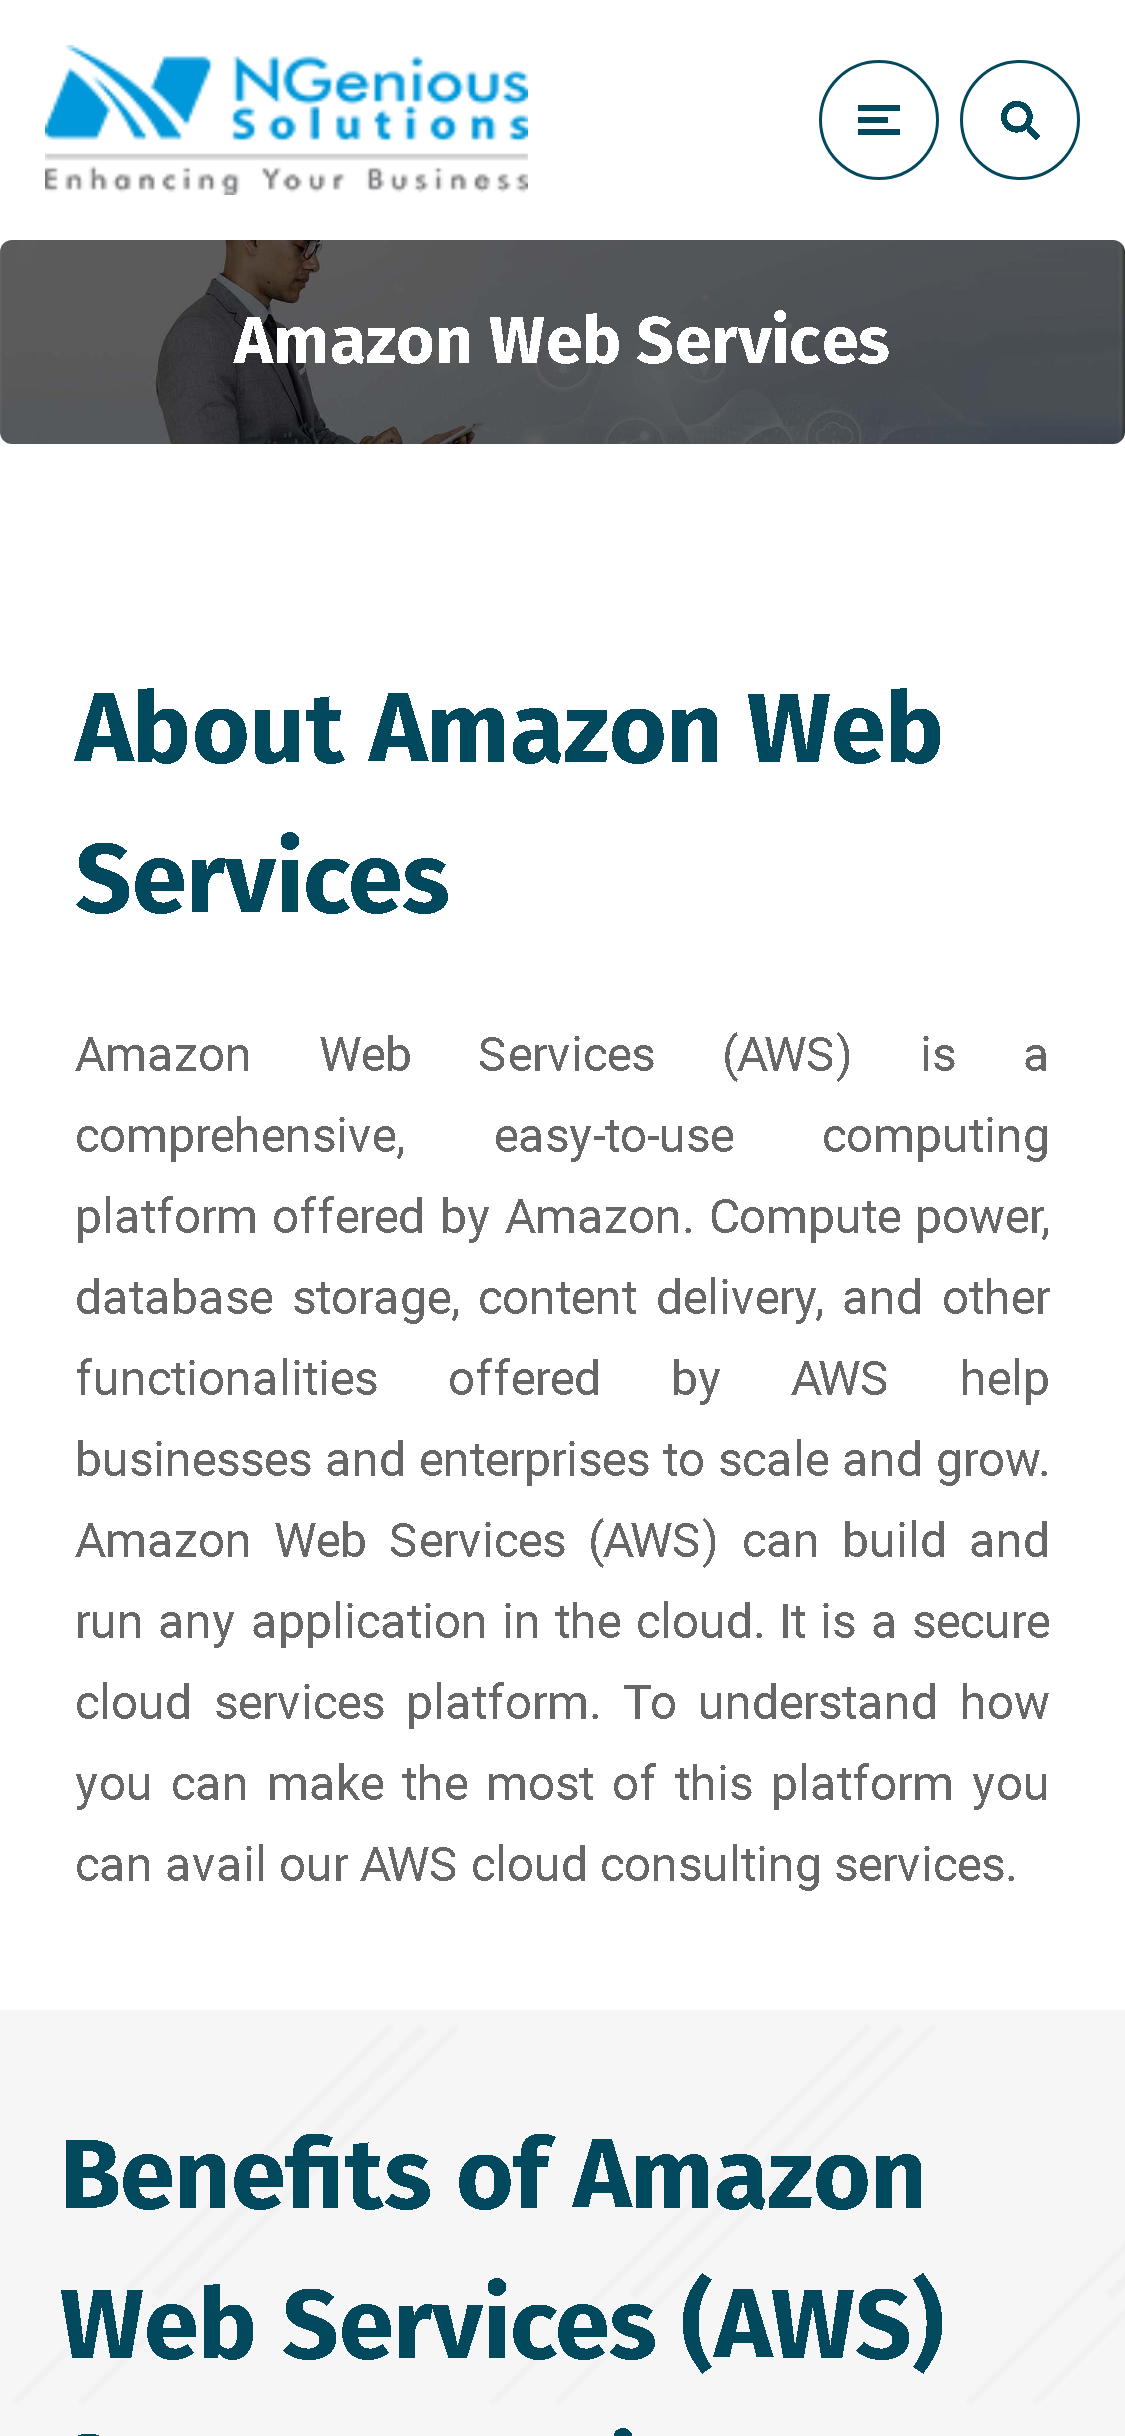 NGenious
Solutions
Enhancing Your Business
Amazon Web Services
About Amazon Web
Services
Amazon Web Services (AWS) is a
comprehensive, easy-to-use computing
platform offered by Amazon. Compute power,
database storage, content delivery, and other
functionalities offered by AWS help
businesses and enterprises to scale and grow.
Amazon Web Services (AWS) can build and
run any application in the cloud. It is a secure
cloud services platform. To understand how
you can make the most of this platform you
can avail our AWS cloud consulting services.
Benefits of Amazon
Web Services (AWS)